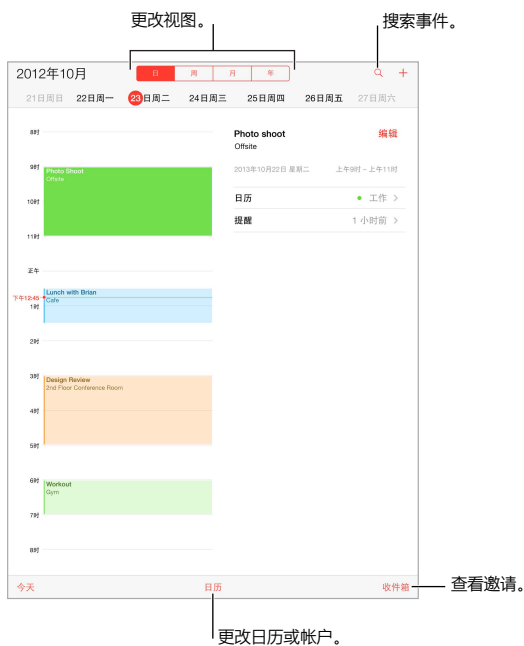 更改视图。
搜索事件。
2012年10月
日 周 月 年
21日周日 22日周一 23日周二 24日周三 25日周四 26日周五 27日周六
8时
Photo shoot
编辑
Offsite
9时
Photo Shoot
Offsite
2013年10月22日 星期二
上午9时 – 上午11时
10时
日历
工作
提醒
1 小时前
11时
正午
Lunch with Brian
下午12:45
Cafe
1时
2时
3时
Design Review
2nd Floor Conference Room
4时
5时
6时
Workout
Gym
7时
8时
今天
日历
收件箱
查看邀请。
更改日历或帐户。